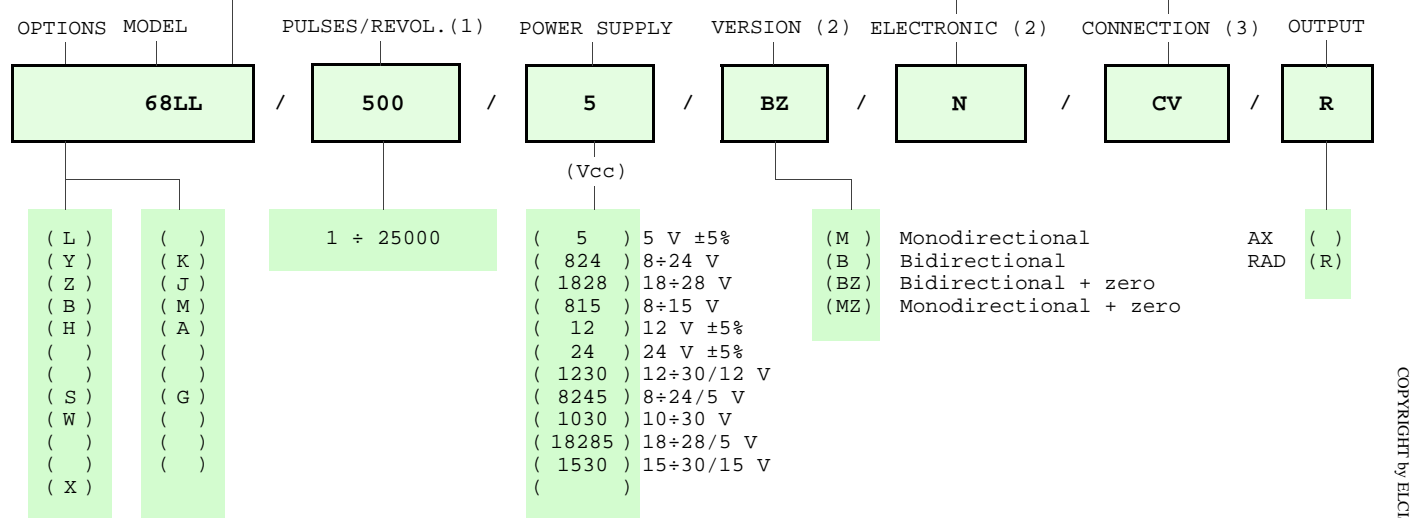 OPTIONS MODEL PULSES/REVOL.(1) POWER SUPPLY VERSION (2) ELECTRONIC (2) CONNECTION (3) OUTPUT
68LL / 500 / 5 / BZ / N / CV / R
(Vcc)
( L ) ( ) 1 ÷ 25000 ( 5 ) 5 V ±5% (M ) Monodirectional AX ( )
( Y ) ( K ) ( 824 ) 8÷24 V (B ) Bidirectional RAD (R)
( Z ) ( J ) ( 1828 ) 18÷28 V (BZ) Bidirectional + zero
( B ) ( M ) ( 815 ) 8÷15 V (MZ) Monodirectional + zero
( H ) ( A ) ( 12 ) 12 V ±5%
( ) ( ) ( 24 ) 24 V ±5%
( ) ( ) ( 1230 ) 12÷30/12 V
( S ) ( G ) ( 8245 ) 8÷24/5 V
( W ) ( ) ( 1030 ) 10÷30 V
( ) ( ) ( 18285 ) 18÷28/5 V
( ) ( ) ( 1530 ) 15÷30/15 V
( X ) ( )
COPYRIGHT by